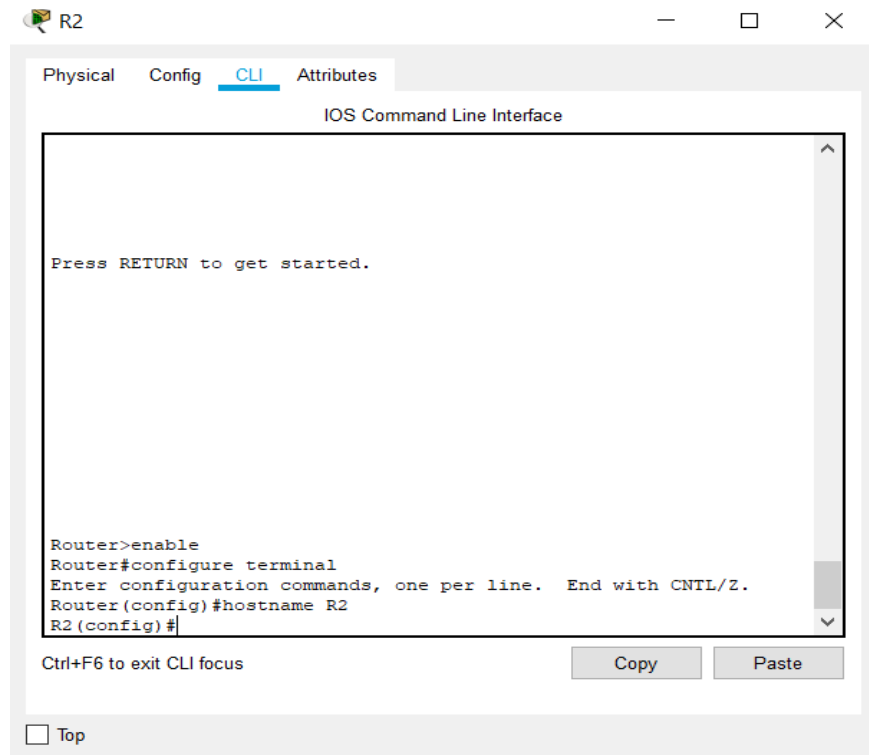 R2
Physical Config CLI Attributes
IOS Command Line Interface
Press RETURN to get started.
Router>enable
Router#configure terminal
Enter configuration commands, one per line.  End with CNTL/Z.
Router(config)#hostname R2
R2(config)#
Ctrl+F6 to exit CLI focus
Copy Paste
Top